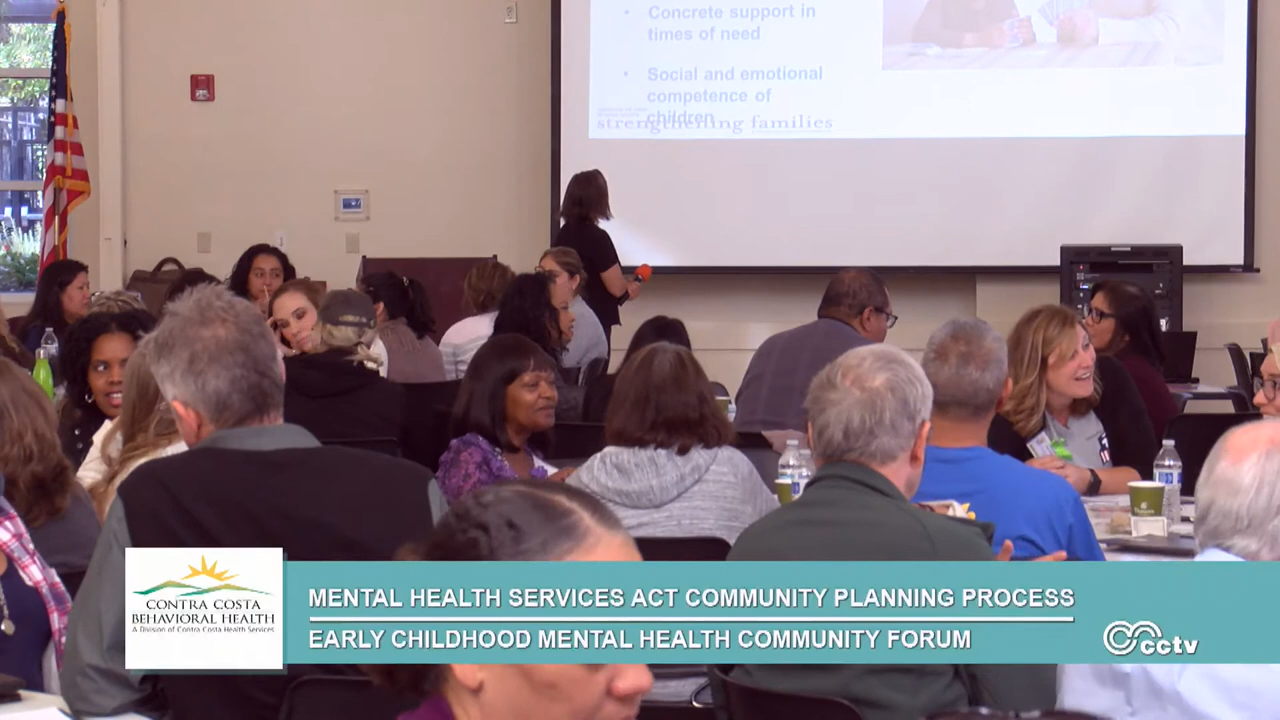 • Concrete support in
times of need
• Social and emotional
competence of
children
strengthening families
CONTRA COSTA
BEHAVIORAL HEALTH
A Division of Contra Costa Health Services
MENTAL HEALTH SERVICES ACT COMMUNITY PLANNING PROCESS
EARLY CHILDHOOD MENTAL HEALTH COMMUNITY FORUM
cctv